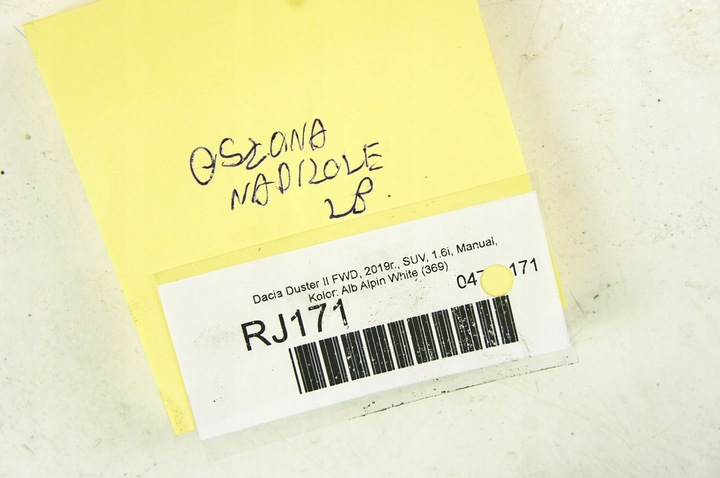 OSŁONA
NADKOLE
LP
Dacia Duster II FWD, 2019r., SUV, 1.6i, Manual,
Kolor: Alb Alpin White (369)
RJ171
047 171